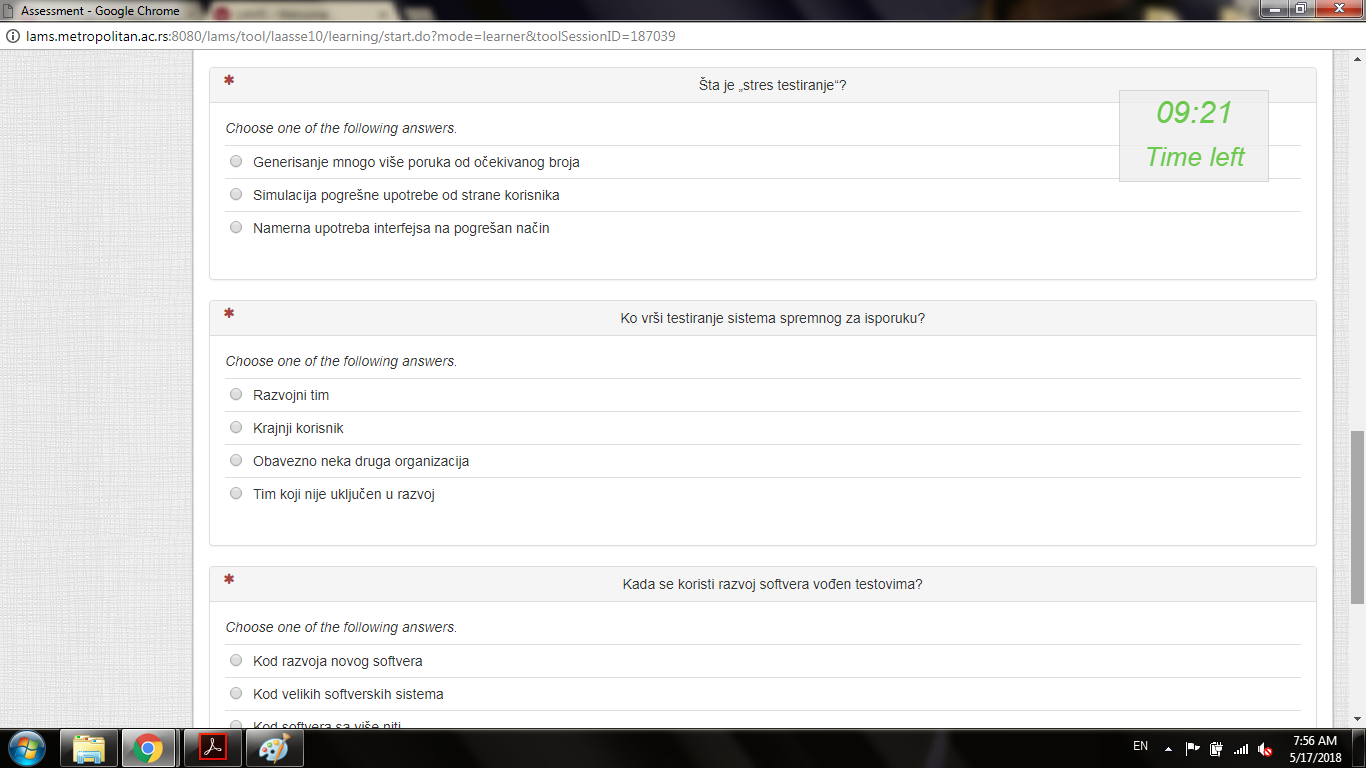 Assessment - Google Chrome
lams.metropolitan.ac.rs:8080/lams/tool/laasse10/learning/start.do?mode=learner&toolSessionID=187039
* Šta je „stres testiranje“?
09:21
Time left
Choose one of the following answers.
Generisanje mnogo više poruka od očekivanog broja
Simulacija pogrešne upotrebe od strane korisnika
Namerna upotreba interfejsa na pogrešan način
* Ko vrši testiranje sistema spremnog za isporuku?
Choose one of the following answers.
Razvojni tim
Krajnji korisnik
Obavezno neka druga organizacija
Tim koji nije uključen u razvoj
* Kada se koristi razvoj softvera vođen testovima?
Choose one of the following answers.
Kod razvoja novog softvera
Kod velikih softverskih sistema
Kod softvera sa više niti
EN
7:56 AM
5/17/2018